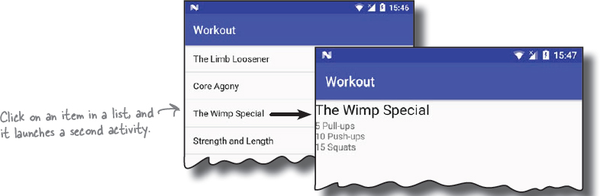 15:46
Workout
The Limb Loosener
Core Agony
The Wimp Special
Strength and Length
Click on an item in a list, and
it launches a second activity.
15:47
Workout
The Wimp Special
5 Pull-ups
10 Push-ups
15 Squats